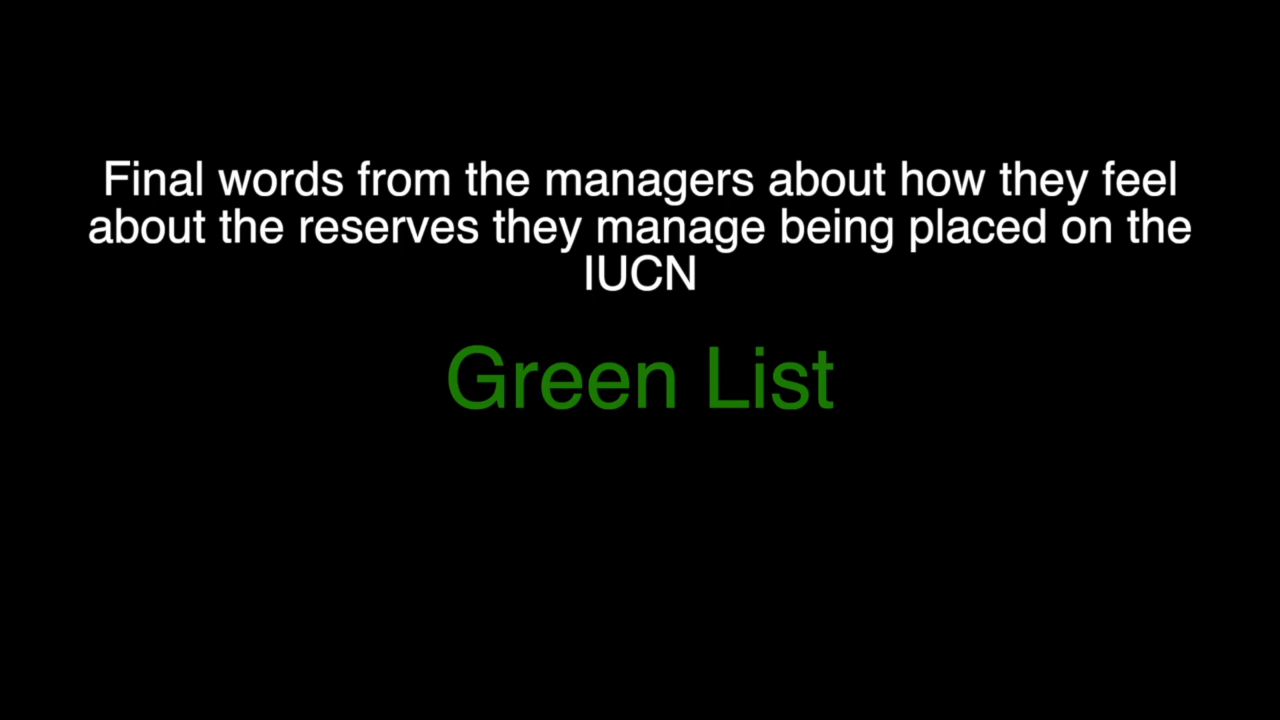 Final words from the managers about how they feel
about the reserves they manage being placed on the
IUCN
Green List